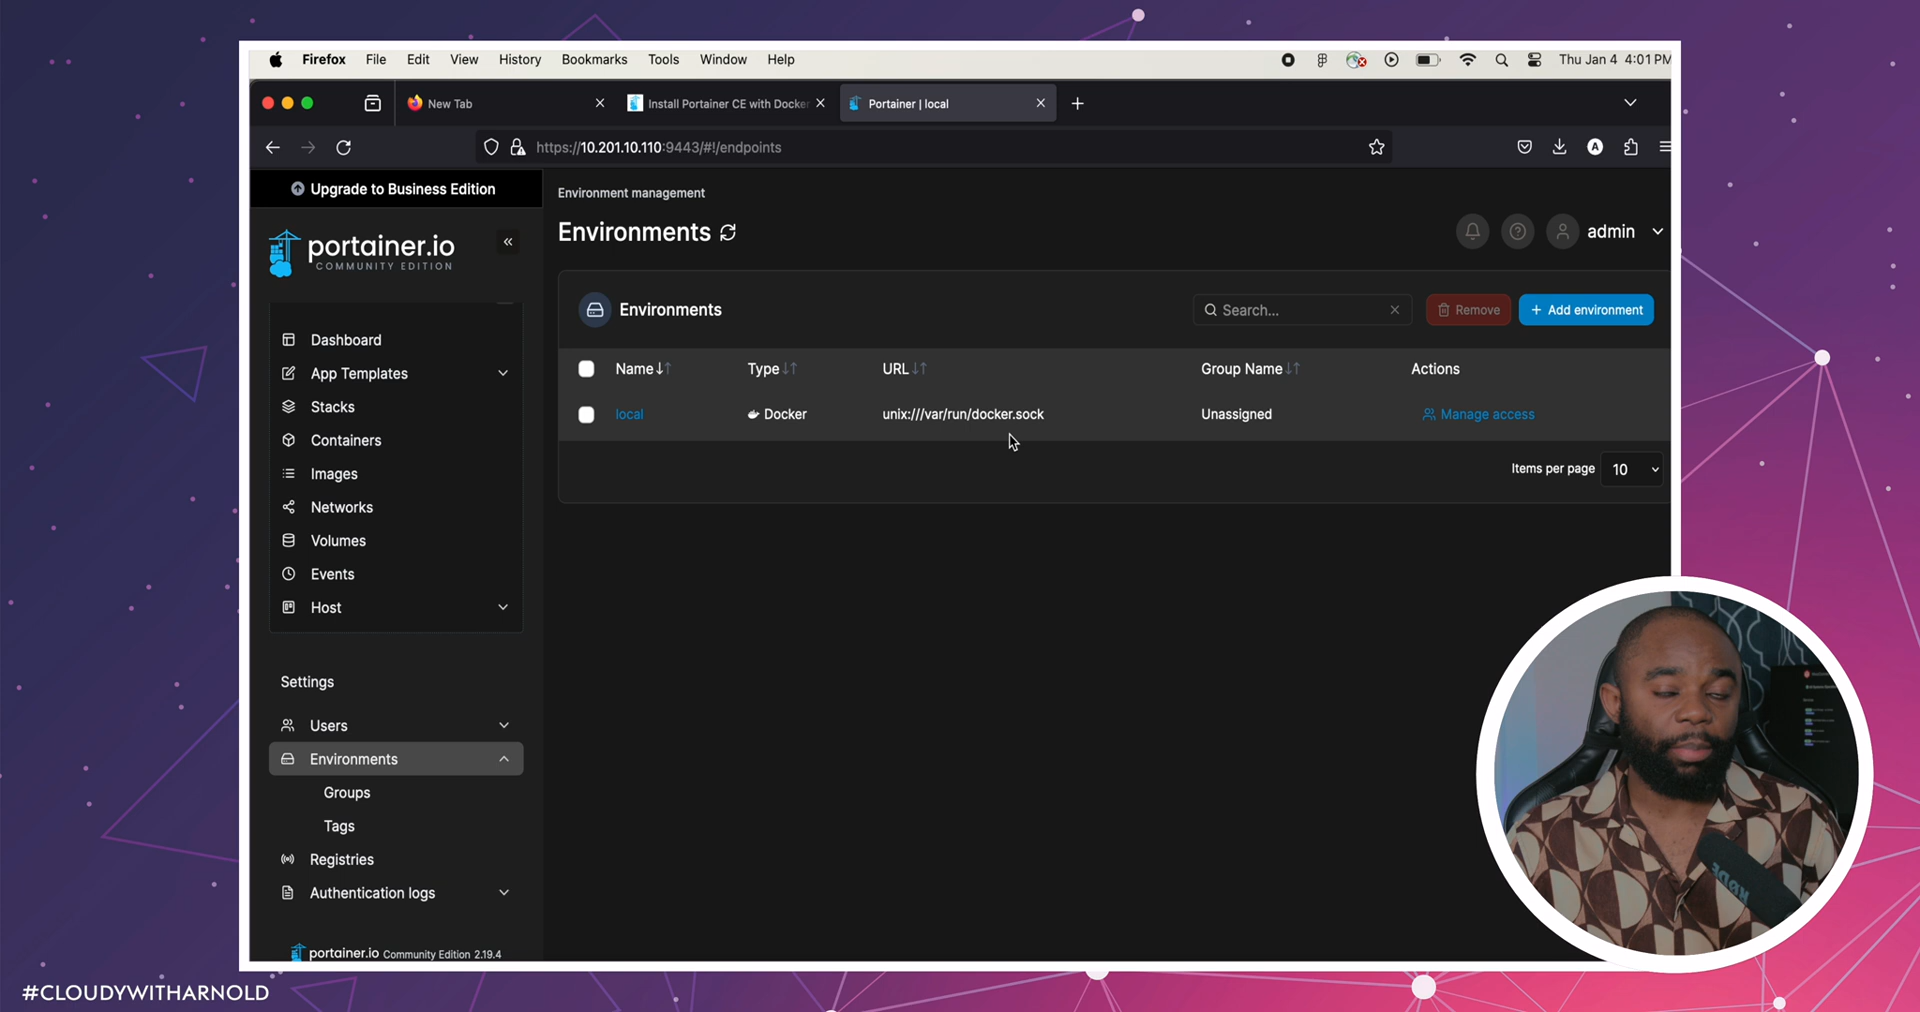 Firefox File Edit View History Bookmarks Tools Window Help Thu Jan 4 4:01 PM
New Tab Install Portainer CE with Docker Portainer | local
https://10.201.10.110:9443/#!/endpoints A
Upgrade to Business Edition
Environment management
portainer.io
COMMUNITY EDITION
Environments
admin
Environments Search... Remove + Add environment
Name Type URL Group Name Actions
local Docker unix:///var/run/docker.sock Unassigned Manage access
Items per page 10
Dashboard
App Templates
Stacks
Containers
Images
Networks
Volumes
Events
Host
Settings
Users
Environments
Groups
Tags
Registries
Authentication logs
portainer.io Community Edition 2.19.4
#CLOUDYWITHARNOLD